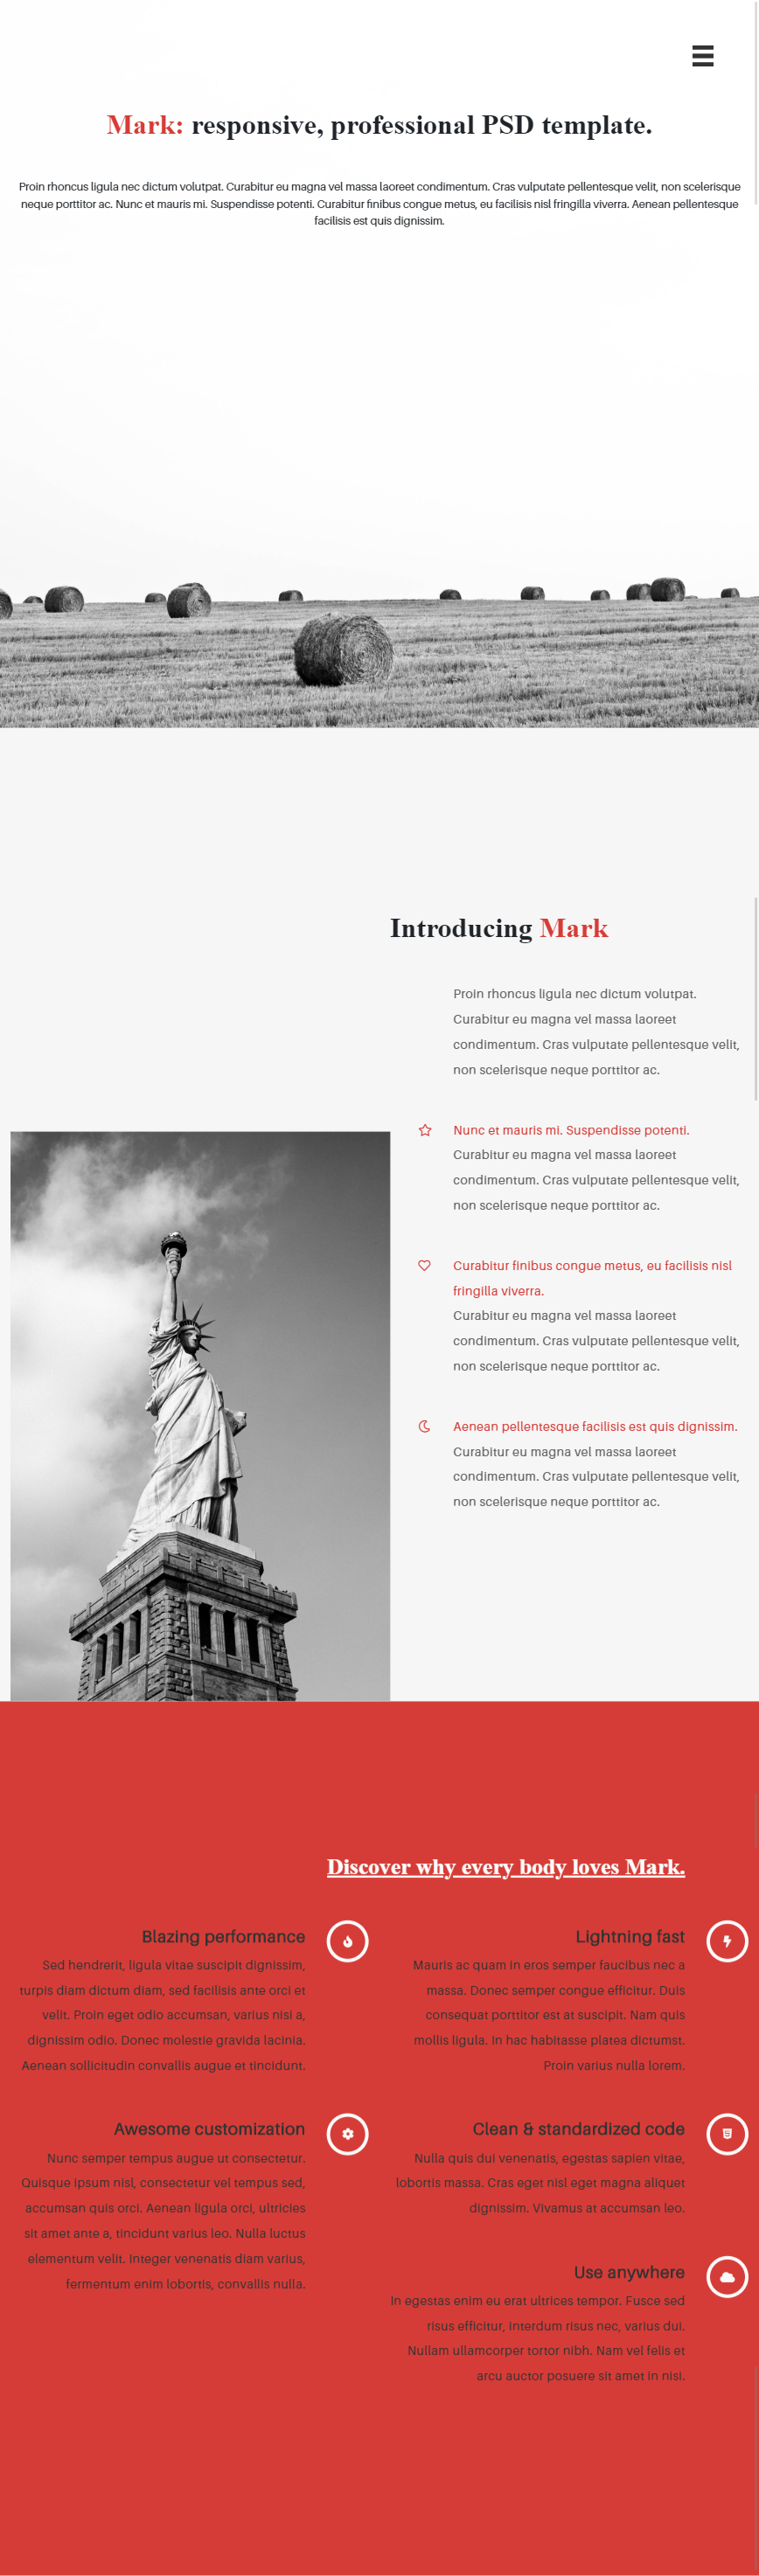 Mark: responsive, professional PSD template.
Proin rhoncus ligula nec dictum volutpat. Curabitur eu magna vel massa laoreet condimentum. Cras vulputate pellentesque velit, non scelerisque
neque porttitor ac. Nunc et mauris mi. Suspendisse potenti. Curabitur finibus congue metus, eu facilisis nisl fringilla viverra. Aenean pellentesque
facilisis est quis dignissim.
Introducing Mark
Proin rhoncus ligula nec dictum volutpat.
Curabitur eu magna vel massa laoreet
condimentum. Cras vulputate pellentesque velit,
non scelerisque neque porttitor ac.
Nunc et mauris mi. Suspendisse potenti.
Curabitur eu magna vel massa laoreet
condimentum. Cras vulputate pellentesque velit,
non scelerisque neque porttitor ac.
Curabitur finibus congue metus, eu facilisis nisl
fringilla viverra.
Curabitur eu magna vel massa laoreet
condimentum. Cras vulputate pellentesque velit,
non scelerisque neque porttitor ac.
Aenean pellentesque facilisis est quis dignissim.
Curabitur eu magna vel massa laoreet
condimentum. Cras vulputate pellentesque velit,
non scelerisque neque porttitor ac.
Discover why every body loves Mark.
Blazing performance
Sed hendrerit, ligula vitae suscipit dignissim,
turpis diam dictum diam, sed facilisis ante orci et
velit. Proin eget odio accumsan, varius nisi a,
dignissim odio. Donec molestie gravida lacinia.
Aenean sollicitudin convallis augue et tincidunt.
Lightning fast
Mauris ac quam in eros semper faucibus nec a
massa. Donec semper congue efficitur. Duis
consequat porttitor est at suscipit. Nam quis
mollis ligula. In hac habitasse platea dictumst.
Proin varius nulla lorem.
Awesome customization
Nunc semper tempus augue ut consectetur.
Quisque ipsum nisl, consectetur vel tempus sed,
accumsan quis orci. Aenean ligula orci, ultricies
sit amet ante a, tincidunt varius leo. Nulla luctus
elementum velit. Integer venenatis diam varius,
fermentum enim lobortis, convallis nulla.
Clean & standardized code
Nulla quis dui venenatis, egestas sapien vitae,
lobortis massa. Cras eget nisl eget magna aliquet
dignissim. Vivamus at accumsan leo.
Use anywhere
In egestas enim eu erat ultrices tempor. Fusce sed
risus efficitur, interdum risus nec, varius dui.
Nullam ullamcorper tortor nibh. Nam vel felis et
arcu auctor posuere sit amet in nisi.